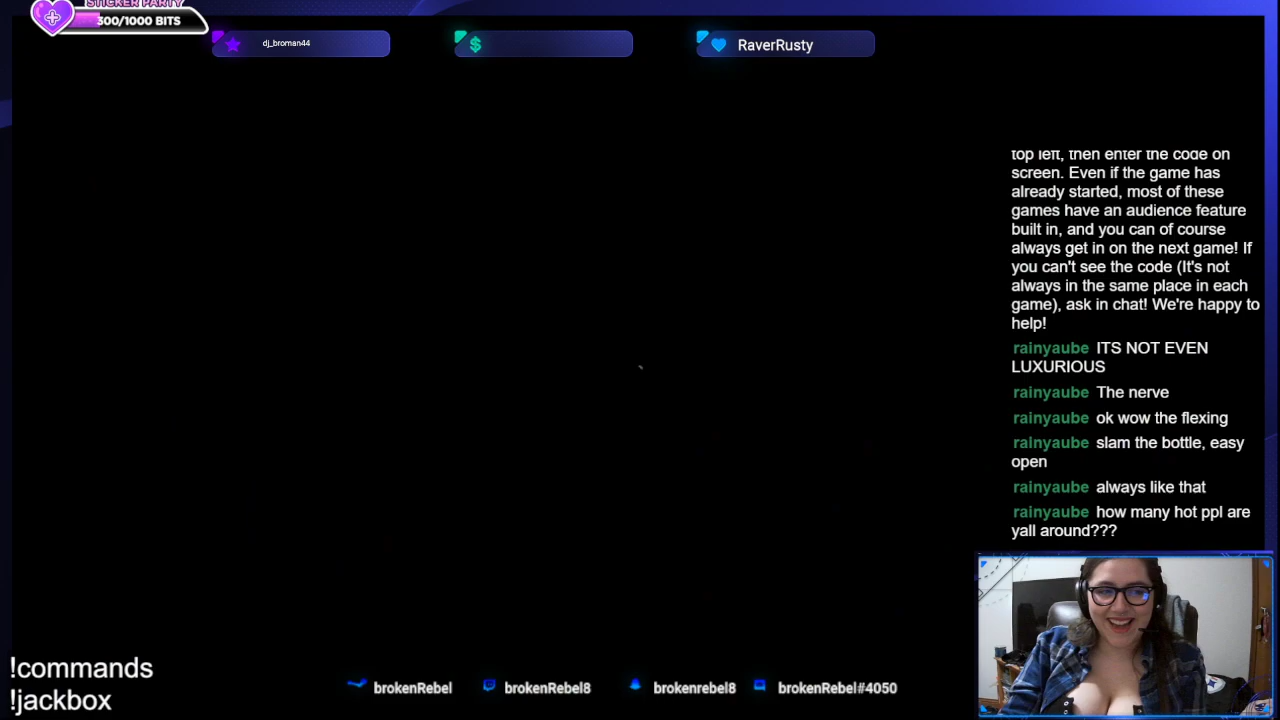 STICKER PARTY
300/1000 BITS
dj_broman44
$
RaverRusty
top left, then enter the code on
screen. Even if the game has
already started, most of these
games have an audience feature
built in, and you can of course
always get in on the next game! If
you can't see the code (It's not
always in the same place in each
game), ask in chat! We're happy to
help!
rainyaube ITS NOT EVEN
LUXURIOUS
rainyaube The nerve
rainyaube ok wow the flexing
rainyaube slam the bottle, easy
open
rainyaube always like that
rainyaube how many hot ppl are
yall around???
!commands
!jackbox
brokenRebel brokenRebel8 brokenrebel8 brokenRebel#4050